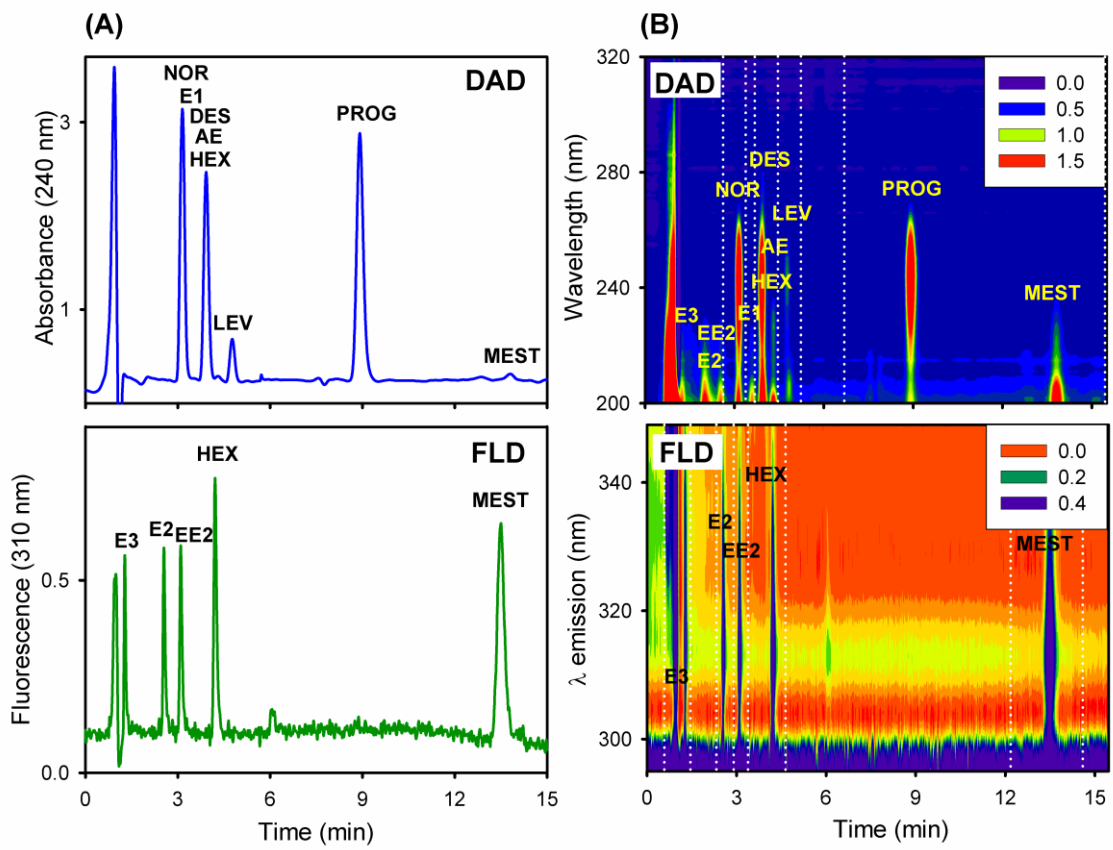 (A)
(B)
DAD
NOR
E1
DES
AE
HEX
LEV
PROG
MEST
Absorbance (240 nm)
3
1
DAD
0.0
0.5
1.0
1.5
DES
NOR
PROG
LEV
AE
HEX
MEST
E3
E1
EE2
E2
Wavelength (nm)
320
280
240
200
FLD
HEX
MEST
E3
E2
EE2
Fluorescence (310 nm)
0.5
0.0
0
3
6
9
12
15
Time (min)
FLD
0.0
0.2
0.4
HEX
E2
EE2
MEST
E3
λ emission (nm)
340
320
300
0
3
6
9
12
15
Time (min)